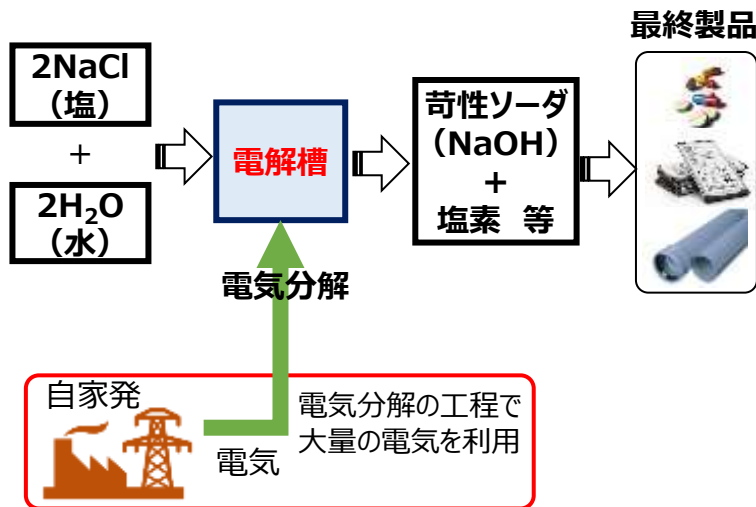 最終製品
2NaCl
（塩）
+
2H₂O
（水）
電解槽
苛性ソーダ
（NaOH）
+
塩素 等
電気分解
自家発
電気
電気分解の工程で
大量の電気を利用